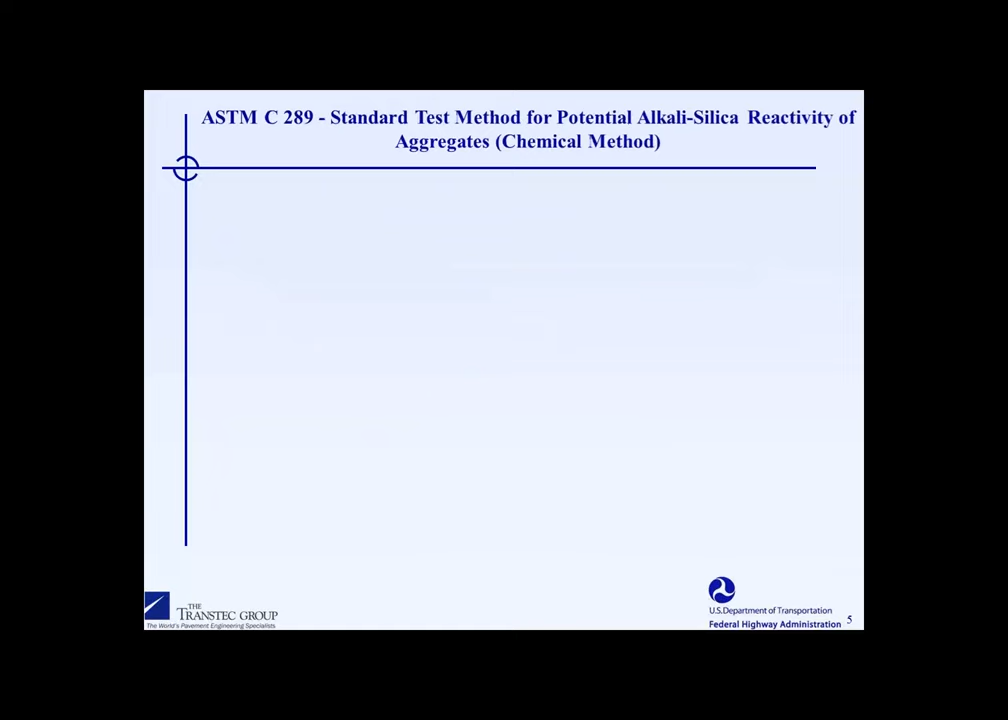 ASTM C 289 - Standard Test Method for Potential Alkali-Silica Reactivity of
Aggregates (Chemical Method)
THE
TRANSTEC GROUP
The World's Pavement Engineering Specialists
U.S.Department of Transportation
Federal Highway Administration
5